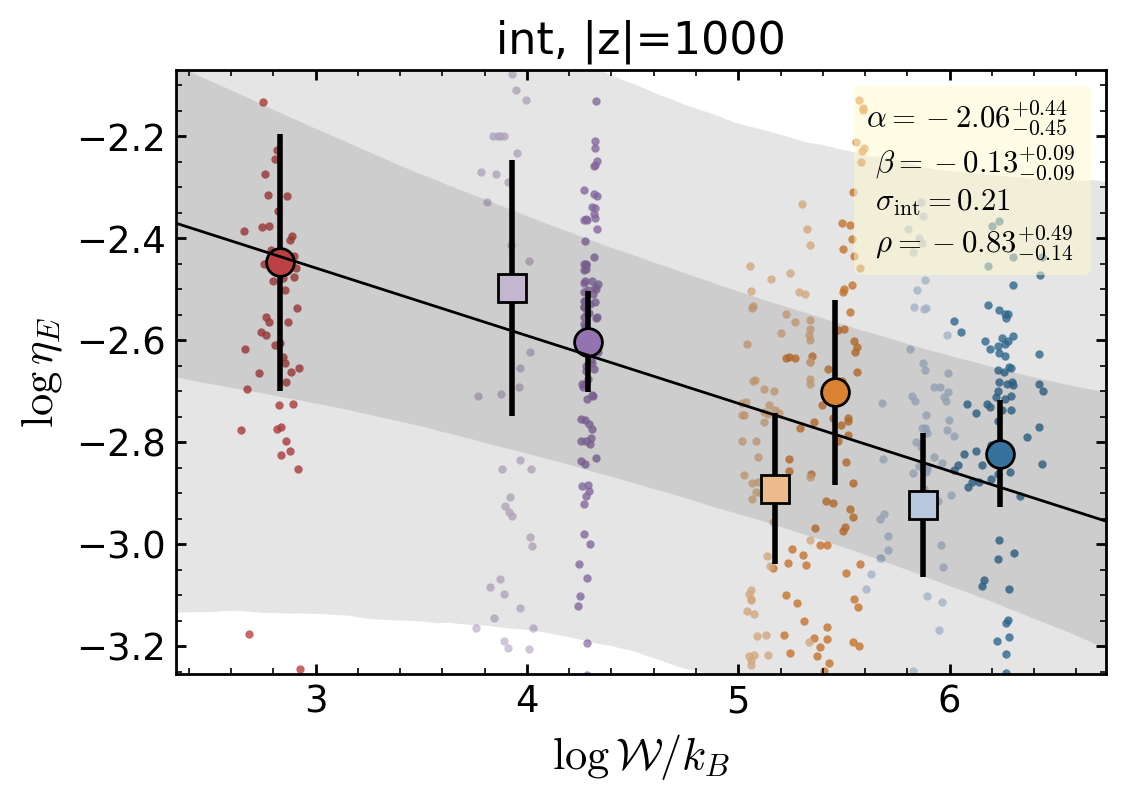 int, |z|=1000
α = − 2.06^{+0.44}_{−0.45}
β = − 0.13^{+0.09}_{−0.09}
σ_int = 0.21
ρ = − 0.83^{+0.49}_{−0.14}
−2.2
−2.4
−2.6
−2.8
−3.0
−3.2
log η_E
3 4 5 6
log 𝒲/k_B